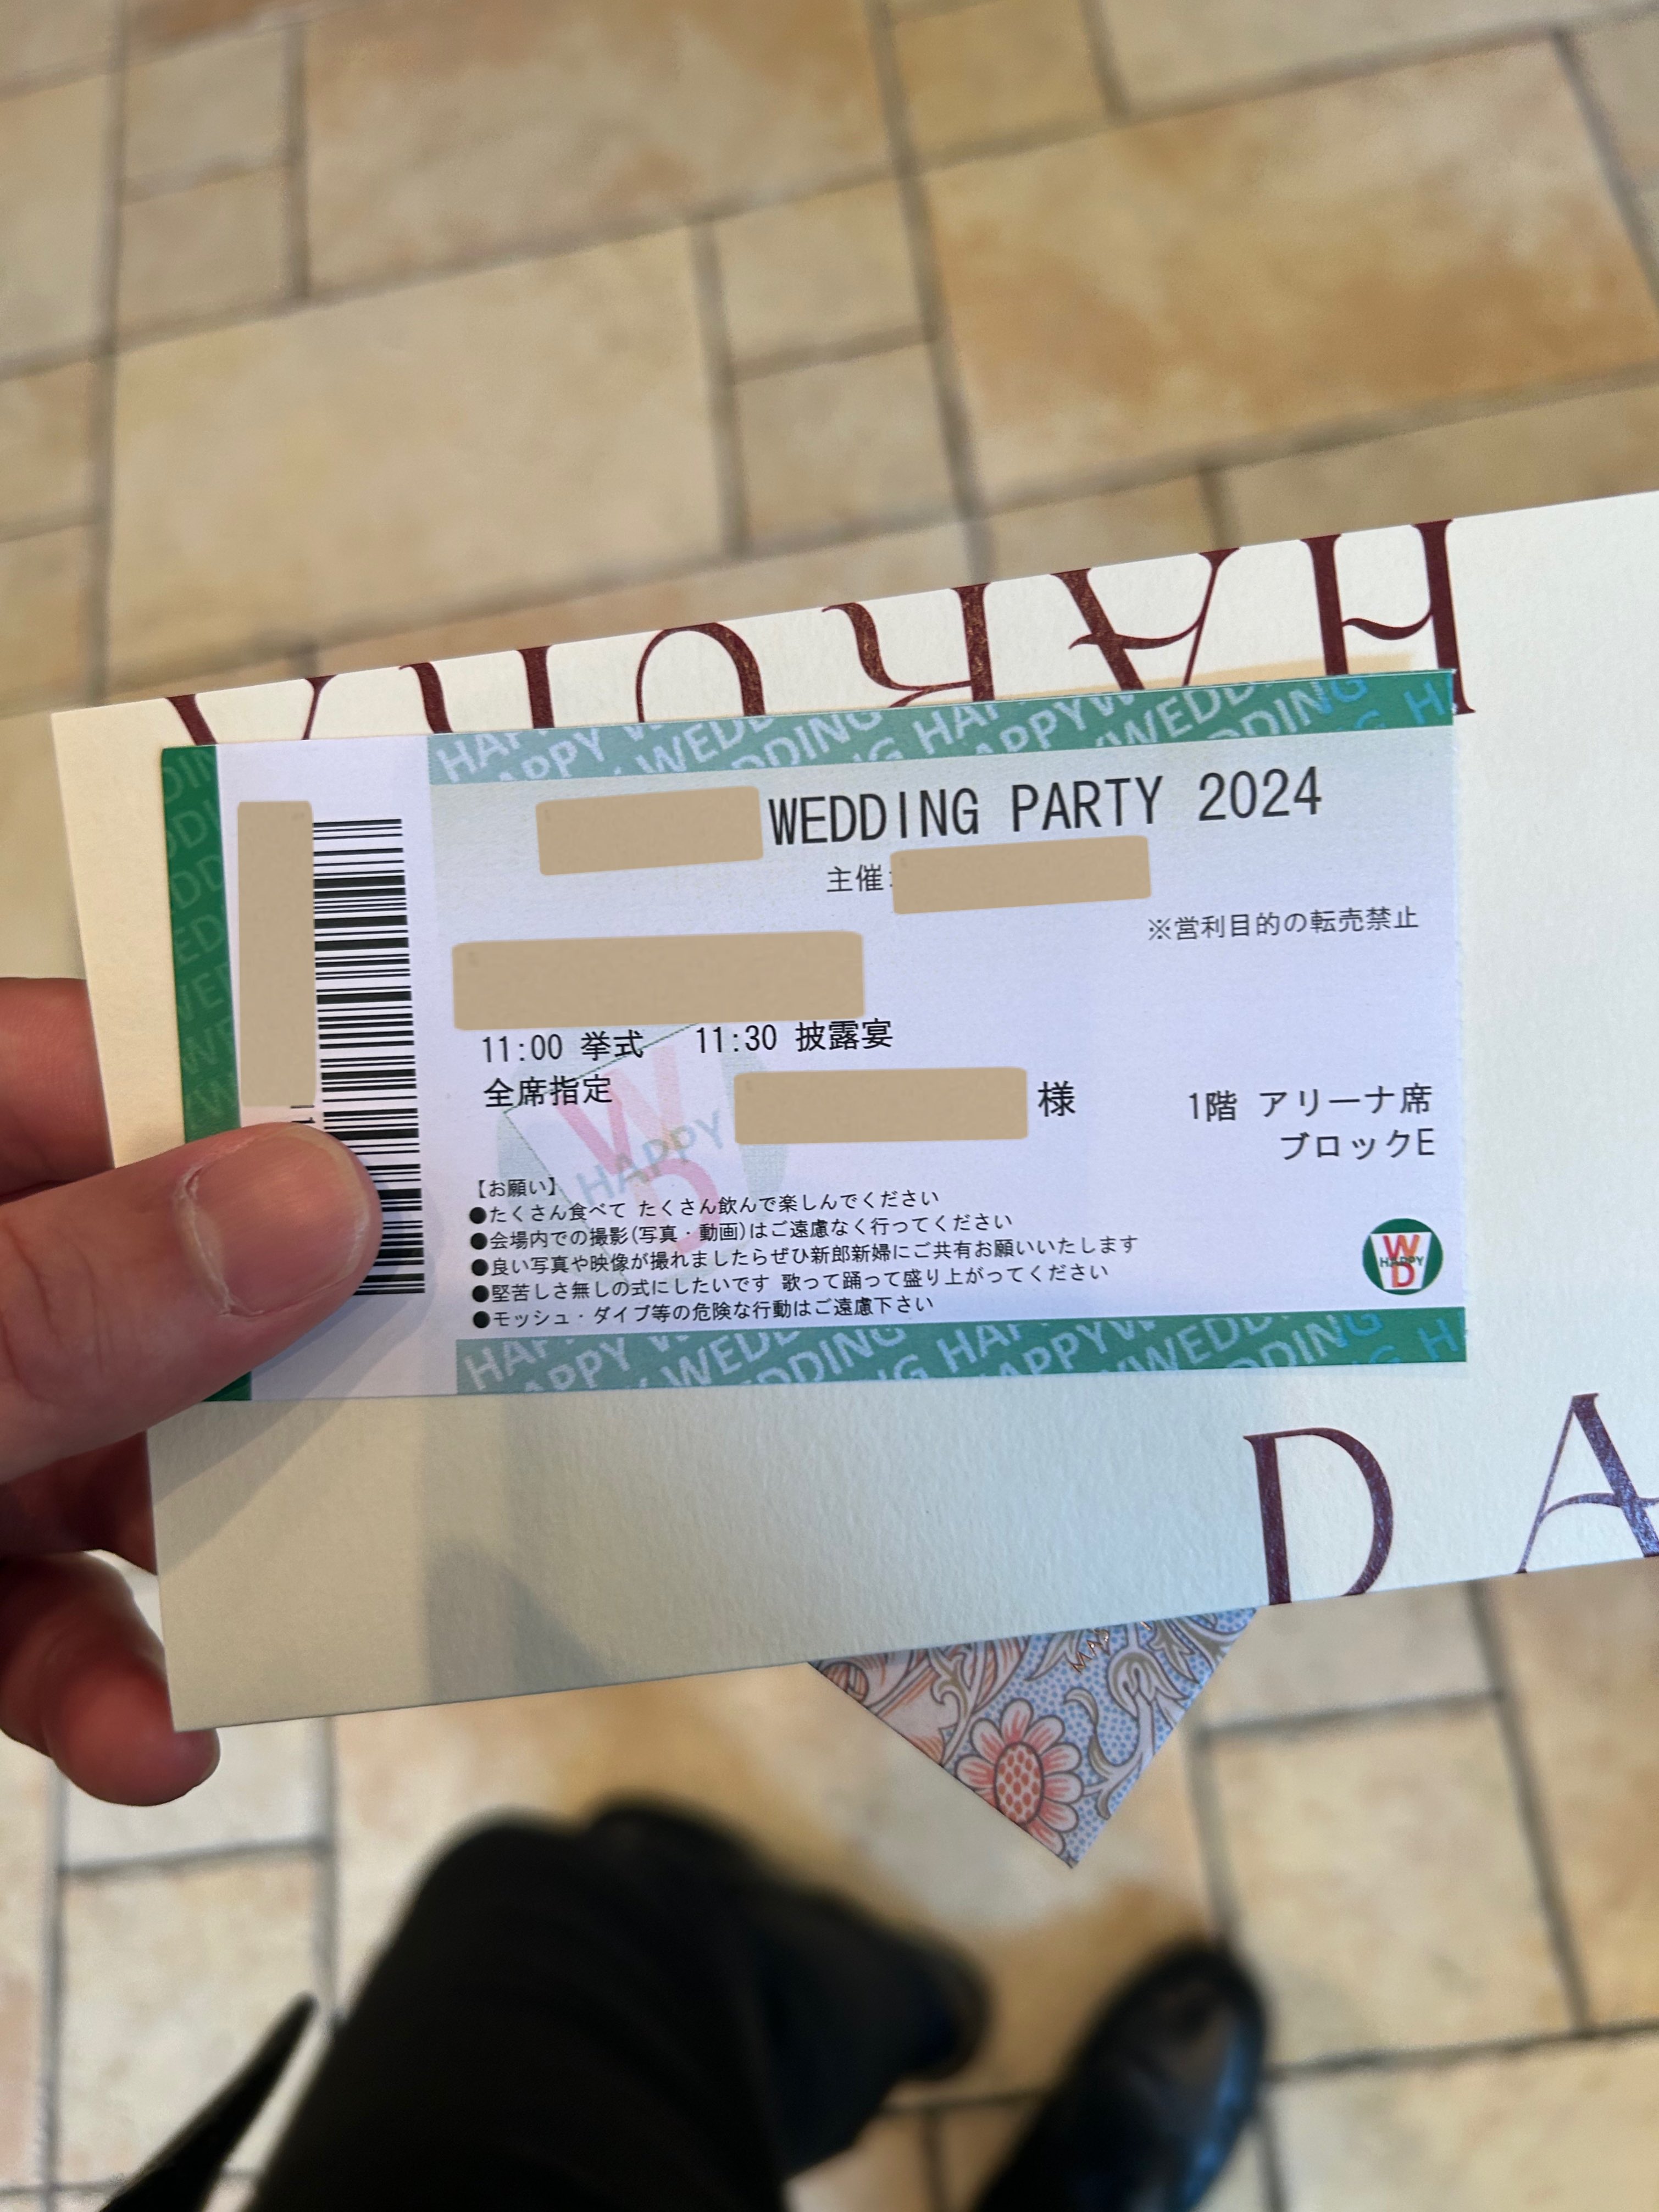 HAROHA
WEDDING PARTY 2024
主催:
※営利目的の転売禁止
11:00 挙式 11:30 披露宴
全席指定
様
1階 アリーナ席
ブロックE
【お願い】
●たくさん食べて たくさん飲んで楽しんでください
●会場内での撮影(写真・動画)はご遠慮なく行ってください
●良い写真や映像が撮れましたらぜひ新郎新婦にご共有お願いいたします
●堅苦しさ無しの式にしたいです 歌って踊って盛り上がってください
●モッシュ・ダイブ等の危険な行動はご遠慮下さい
W
HAPPY
D
HAPPY WEDDING HAPPY WEDDING
DA